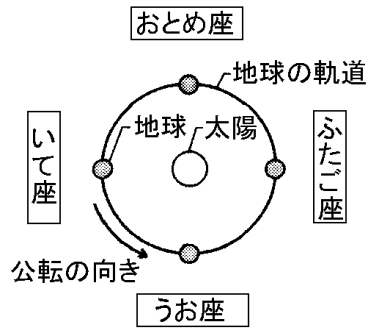 おとめ座
地球の軌道
地球
太陽
いて座
ふたご座
公転の向き
うお座